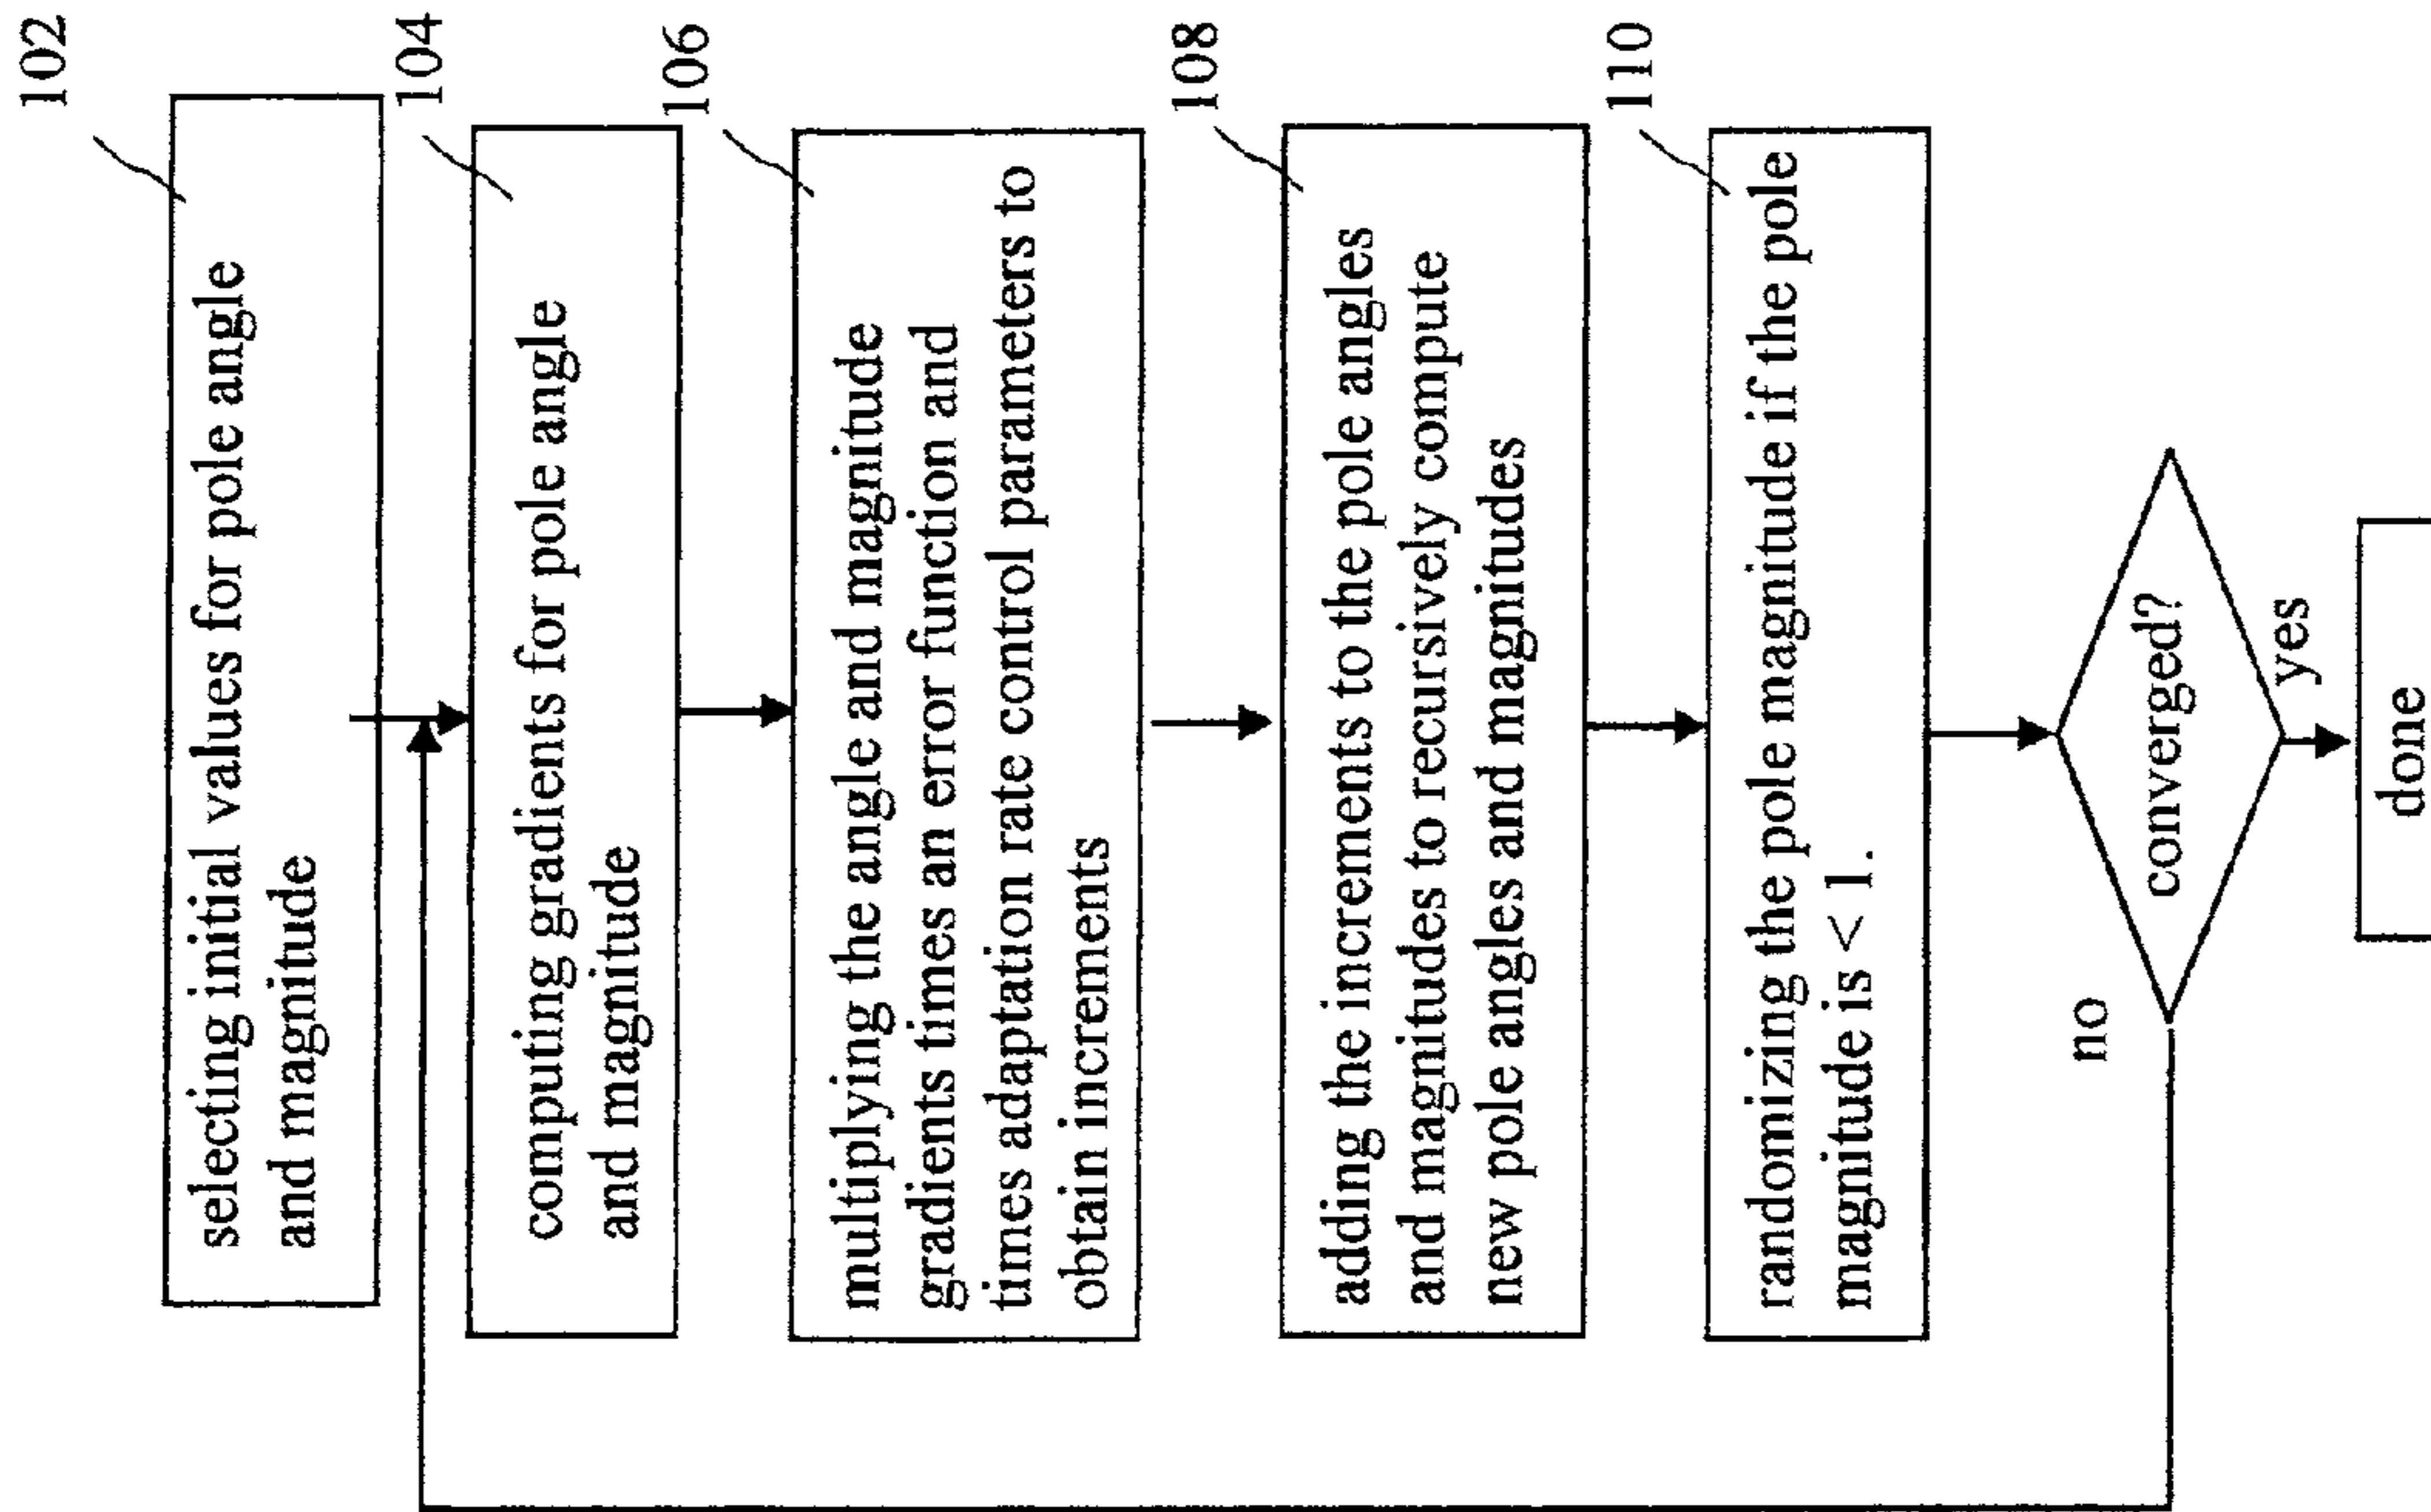 102
selecting initial values for pole angle
and magnitude
104
computing gradients for pole angle
and magnitude
106
multiplying the angle and magnitude
gradients times an error function and
times adaptation rate control parameters to
obtain increments
108
adding the increments to the pole angles
and magnitudes to recursively compute
new pole angles and magnitudes
110
randomizing the pole magnitude if the pole
magnitude is < 1.
no
converged?
yes
done